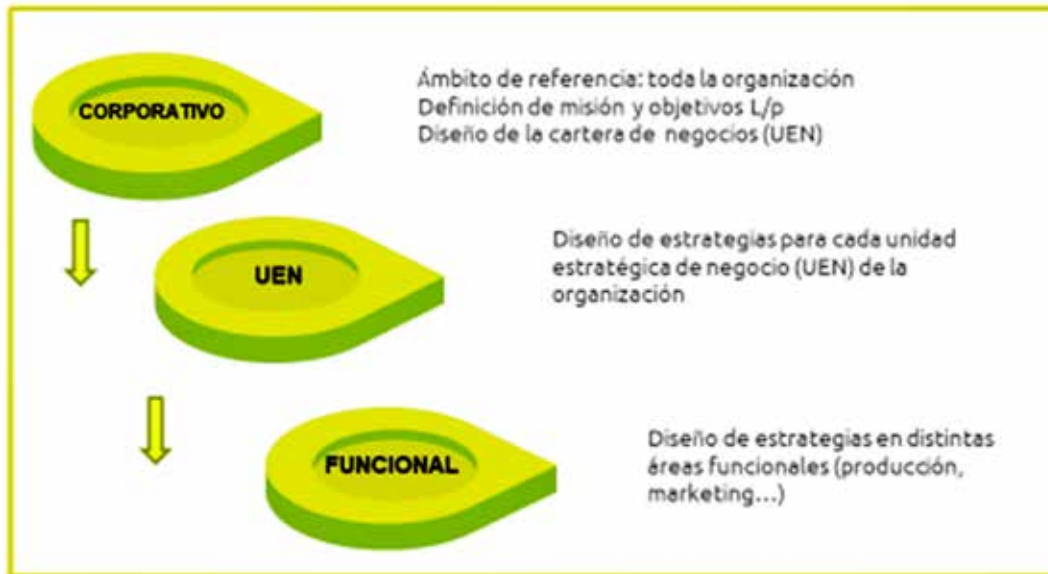 CORPORATIVO
Ámbito de referencia: toda la organización
Definición de misión y objetivos L/p
Diseño de la cartera de negocios (UEN)
UEN
Diseño de estrategias para cada unidad
estratégica de negocio (UEN) de la
organización
FUNCIONAL
Diseño de estrategias en distintas
áreas funcionales (producción,
marketing...)